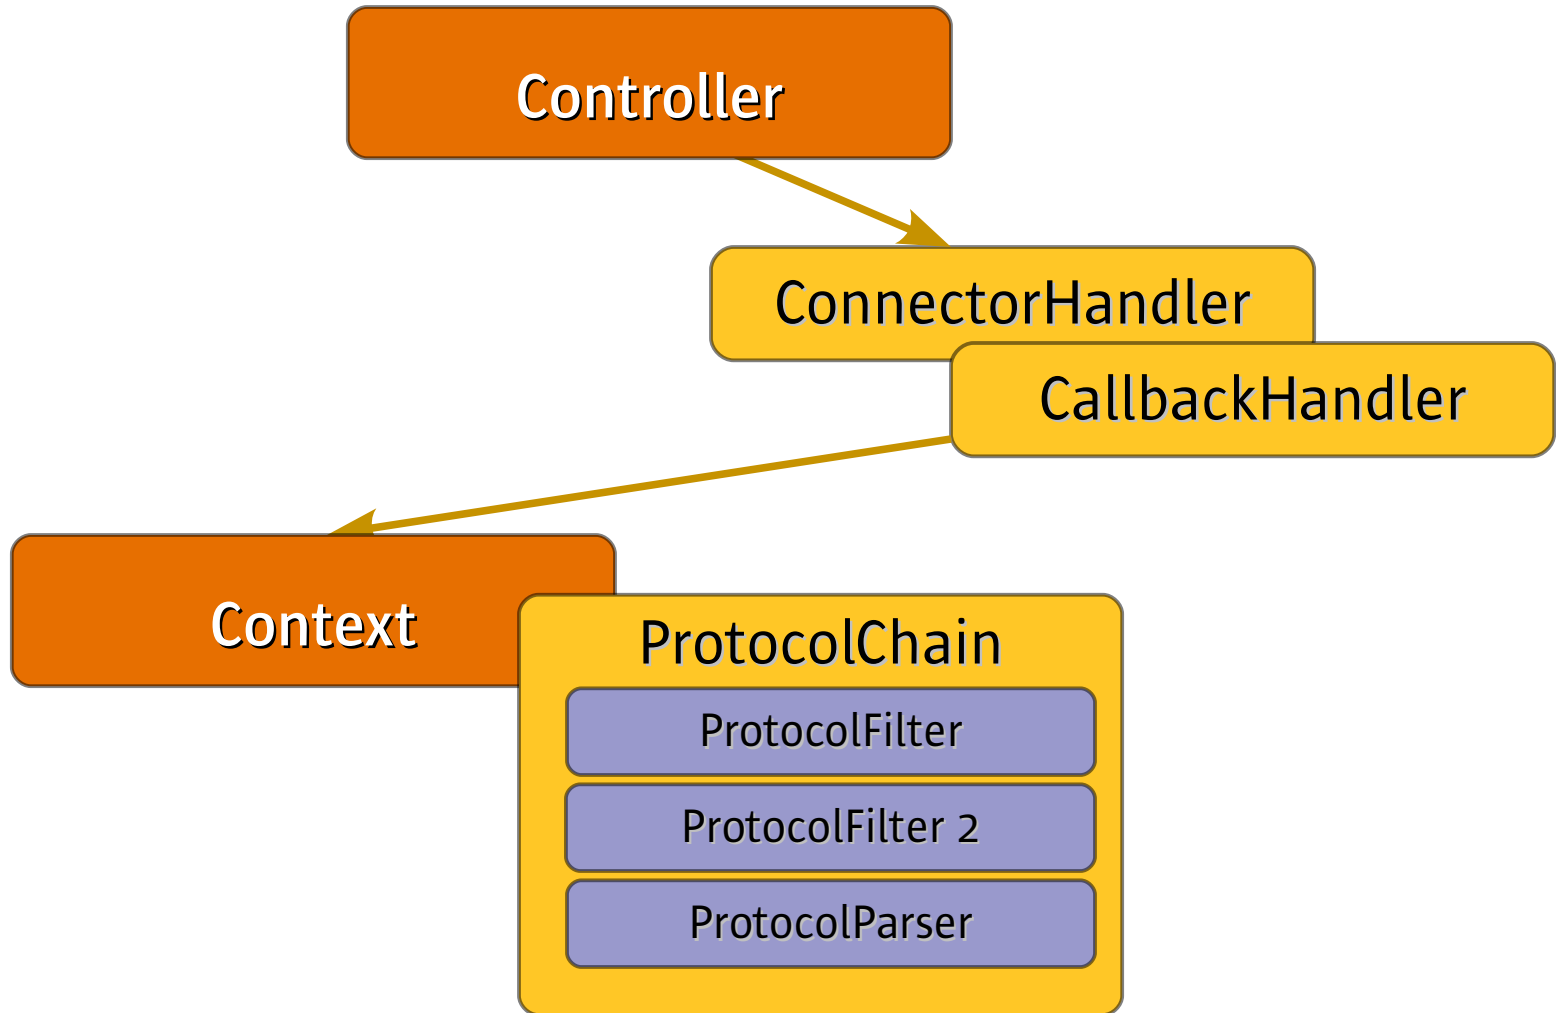 Controller
ConnectorHandler
CallbackHandler
Context
ProtocolChain
ProtocolFilter
ProtocolFilter 2
ProtocolParser